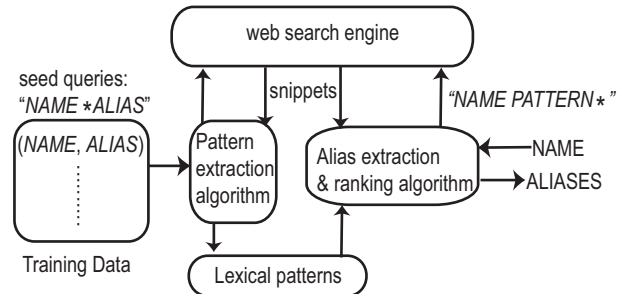 web search engine
seed queries:
“NAME *ALIAS”
snippets
“NAME PATTERN* ”
(NAME, ALIAS)
Pattern
extraction
algorithm
Alias extraction
& ranking algorithm
NAME
ALIASES
Training Data
Lexical patterns